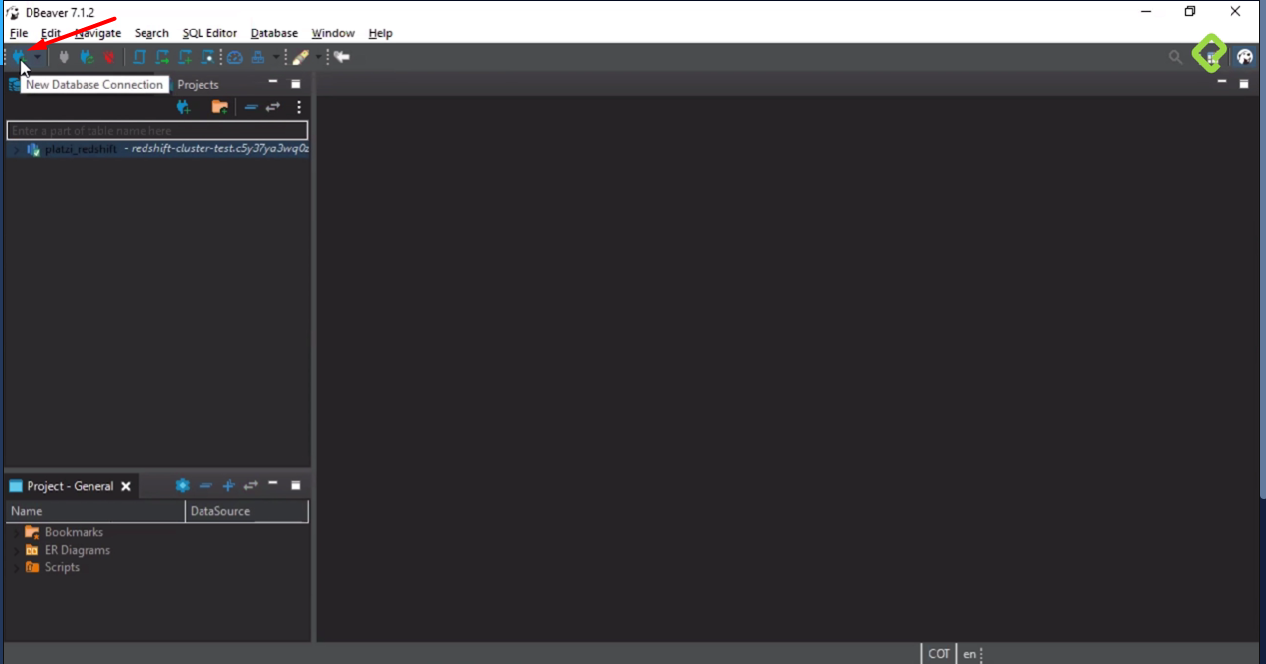 DBeaver 7.1.2
File Edit Navigate Search SQL Editor Database Window Help
New Database Connection Projects
Enter a part of table name here
platzi_redshift - redshift-cluster-test.c5y37ya3wq0z
Project - General
Name DataSource
Bookmarks
ER Diagrams
Scripts
COT en